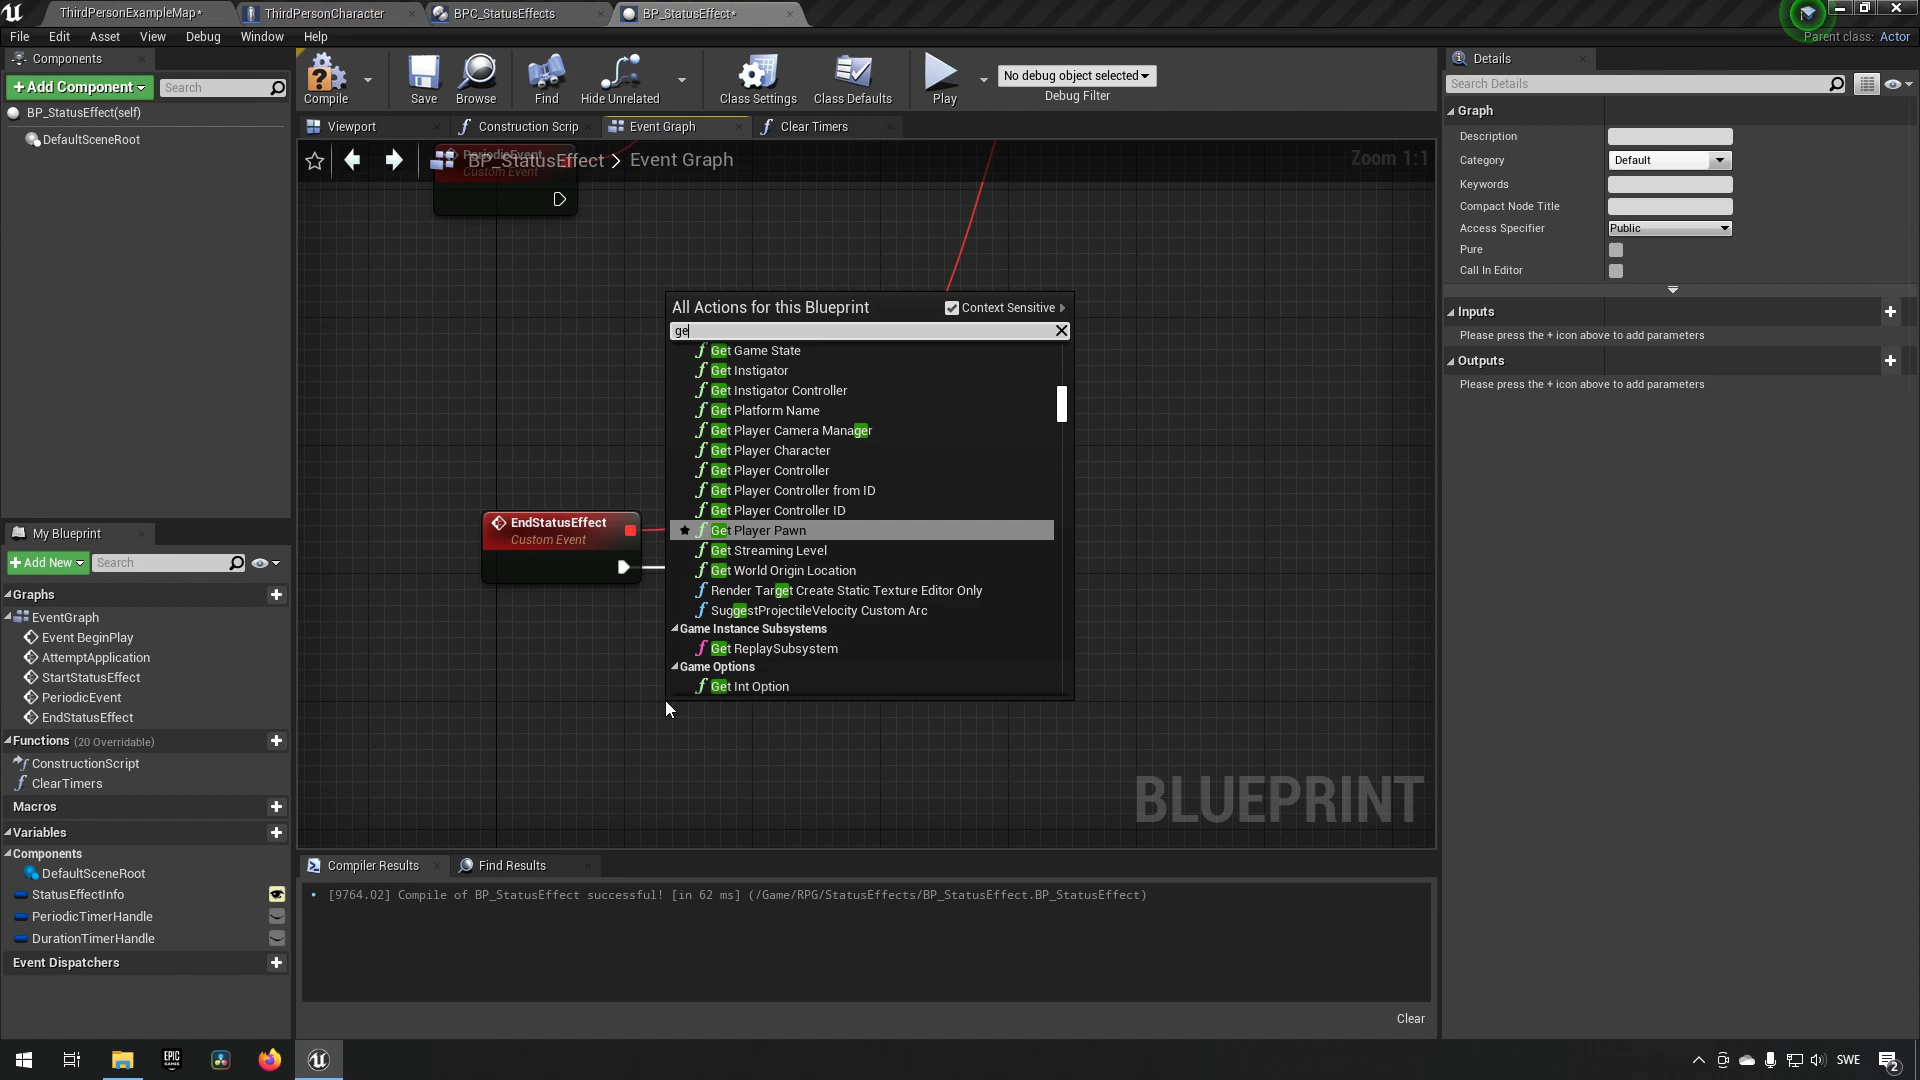 ThirdPersonExampleMap*
ThirdPersonCharacter
BPC_StatusEffects
BP_StatusEffect*
File Edit Asset View Debug Window Help
Parent class: Actor
Components
+Add Component
Search
BP_StatusEffect(self)
DefaultSceneRoot
Compile
Save
Browse
Find
Hide Unrelated
Class Settings
Class Defaults
Play
No debug object selected
Debug Filter
Viewport
Construction Scrip
Event Graph
Clear Timers
BP_StatusEffect > Event Graph
Zoom 1:1
PeriodicEvent
Custom Event
All Actions for this Blueprint
Context Sensitive
ge
Get Game State
Get Instigator
Get Instigator Controller
Get Platform Name
Get Player Camera Manager
Get Player Character
Get Player Controller
Get Player Controller from ID
Get Player Controller ID
Get Player Pawn
Get Streaming Level
Get World Origin Location
Render Target Create Static Texture Editor Only
SuggestProjectileVelocity Custom Arc
Game Instance Subsystems
Get ReplaySubsystem
Game Options
Get Int Option
EndStatusEffect
Custom Event
BLUEPRINT
My Blueprint
+Add New
Search
Graphs
EventGraph
Event BeginPlay
AttemptApplication
StartStatusEffect
PeriodicEvent
EndStatusEffect
Functions (20 Overridable)
ConstructionScript
ClearTimers
Macros
Variables
Components
DefaultSceneRoot
StatusEffectInfo
PeriodicTimerHandle
DurationTimerHandle
Event Dispatchers
Compiler Results
Find Results
[9764.02] Compile of BP_StatusEffect successful! [in 62 ms] (/Game/RPG/StatusEffects/BP_StatusEffect.BP_StatusEffect)
Clear
Details
Search Details
Graph
Description
Category
Default
Keywords
Compact Node Title
Access Specifier
Public
Pure
Call In Editor
Inputs
Please press the + icon above to add parameters
Outputs
Please press the + icon above to add parameters
EPIC GAMES
SWE
2